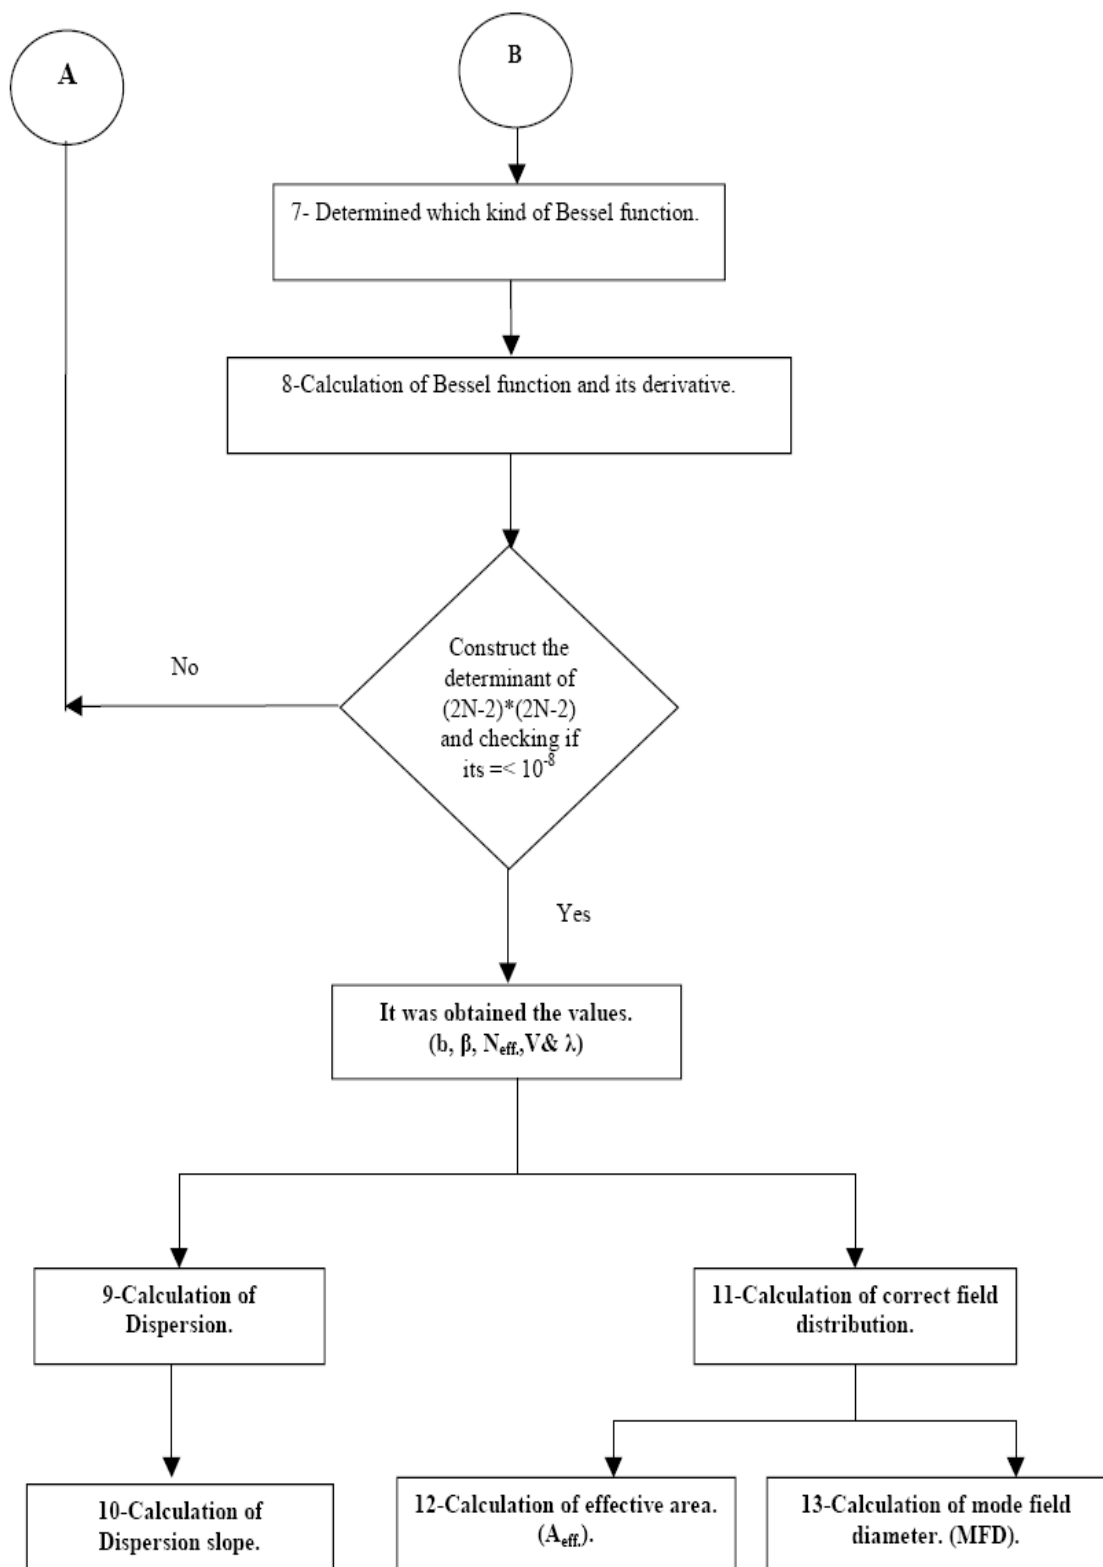 A
B
7- Determined which kind of Bessel function.
8-Calculation of Bessel function and its derivative.
Construct the
determinant of
(2N-2)*(2N-2)
and checking if
its =< 10⁻⁸
No
Yes
It was obtained the values.
(b, β, N_eff.,V& λ)
9-Calculation of
Dispersion.
11-Calculation of correct field
distribution.
10-Calculation of
Dispersion slope.
12-Calculation of effective area.
(A_eff.).
13-Calculation of mode field
diameter. (MFD).